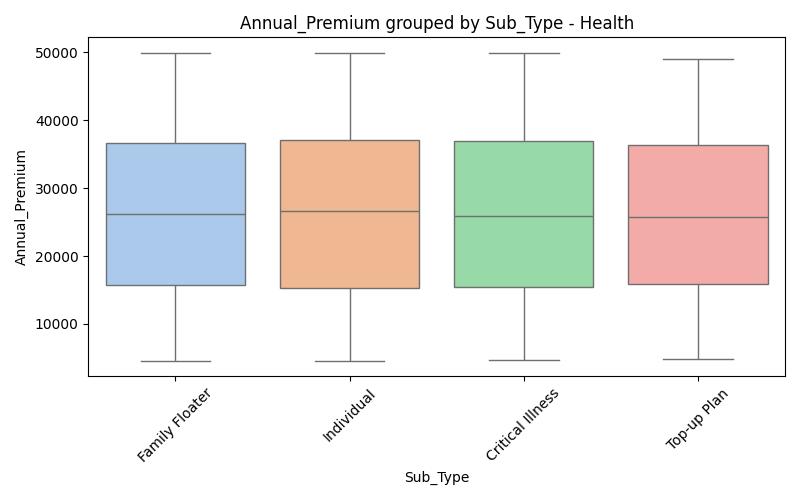 Annual_Premium grouped by Sub_Type - Health
Annual_Premium
50000
40000
30000
20000
10000
Family Floater
Individual
Critical Illness
Top-up Plan
Sub_Type